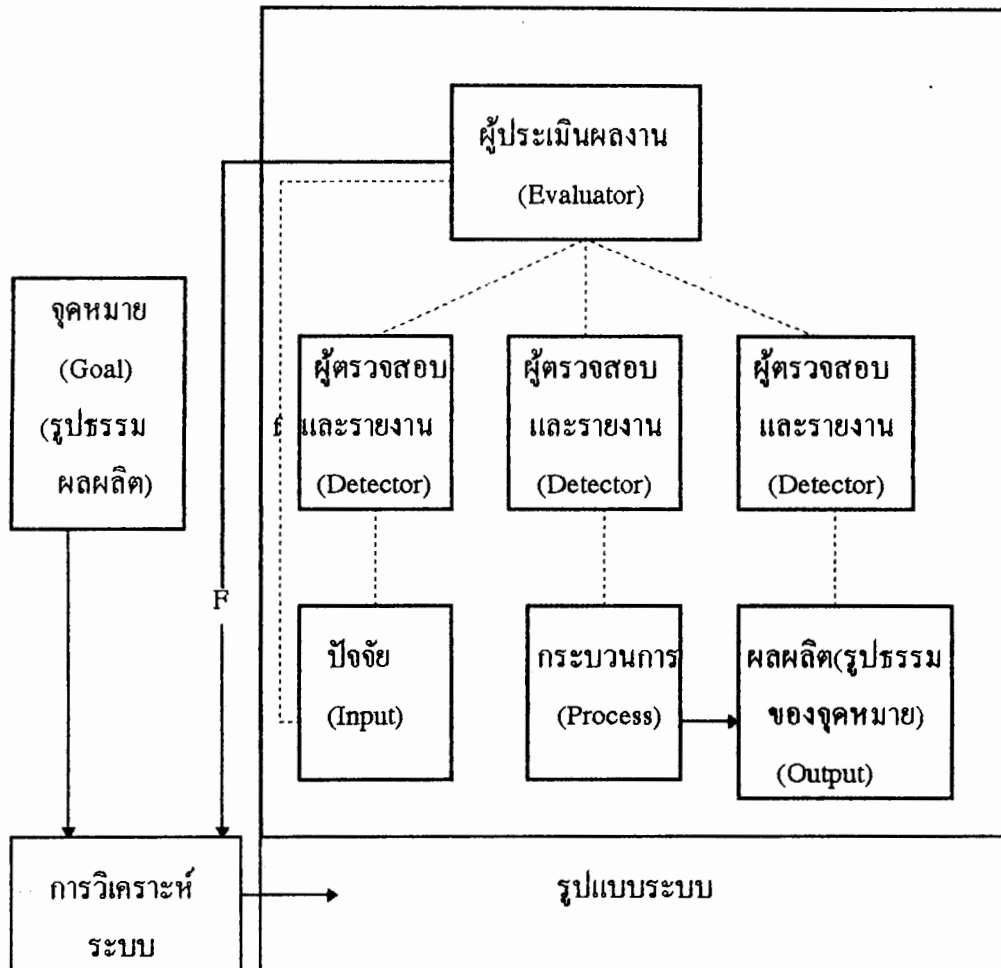 ผู้ประเมินผลงาน
(Evaluator)
จุดหมาย
(Goal)
(รูปธรรม
ผลผลิต)
ผู้ตรวจสอบ
และรายงาน
(Detector)
ผู้ตรวจสอบ
และรายงาน
(Detector)
ผู้ตรวจสอบ
และรายงาน
(Detector)
f
F
ปัจจัย
(Input)
กระบวนการ
(Process)
ผลผลิต(รูปธรรม
ของจุดหมาย)
(Output)
การวิเคราะห์
ระบบ
รูปแบบระบบ